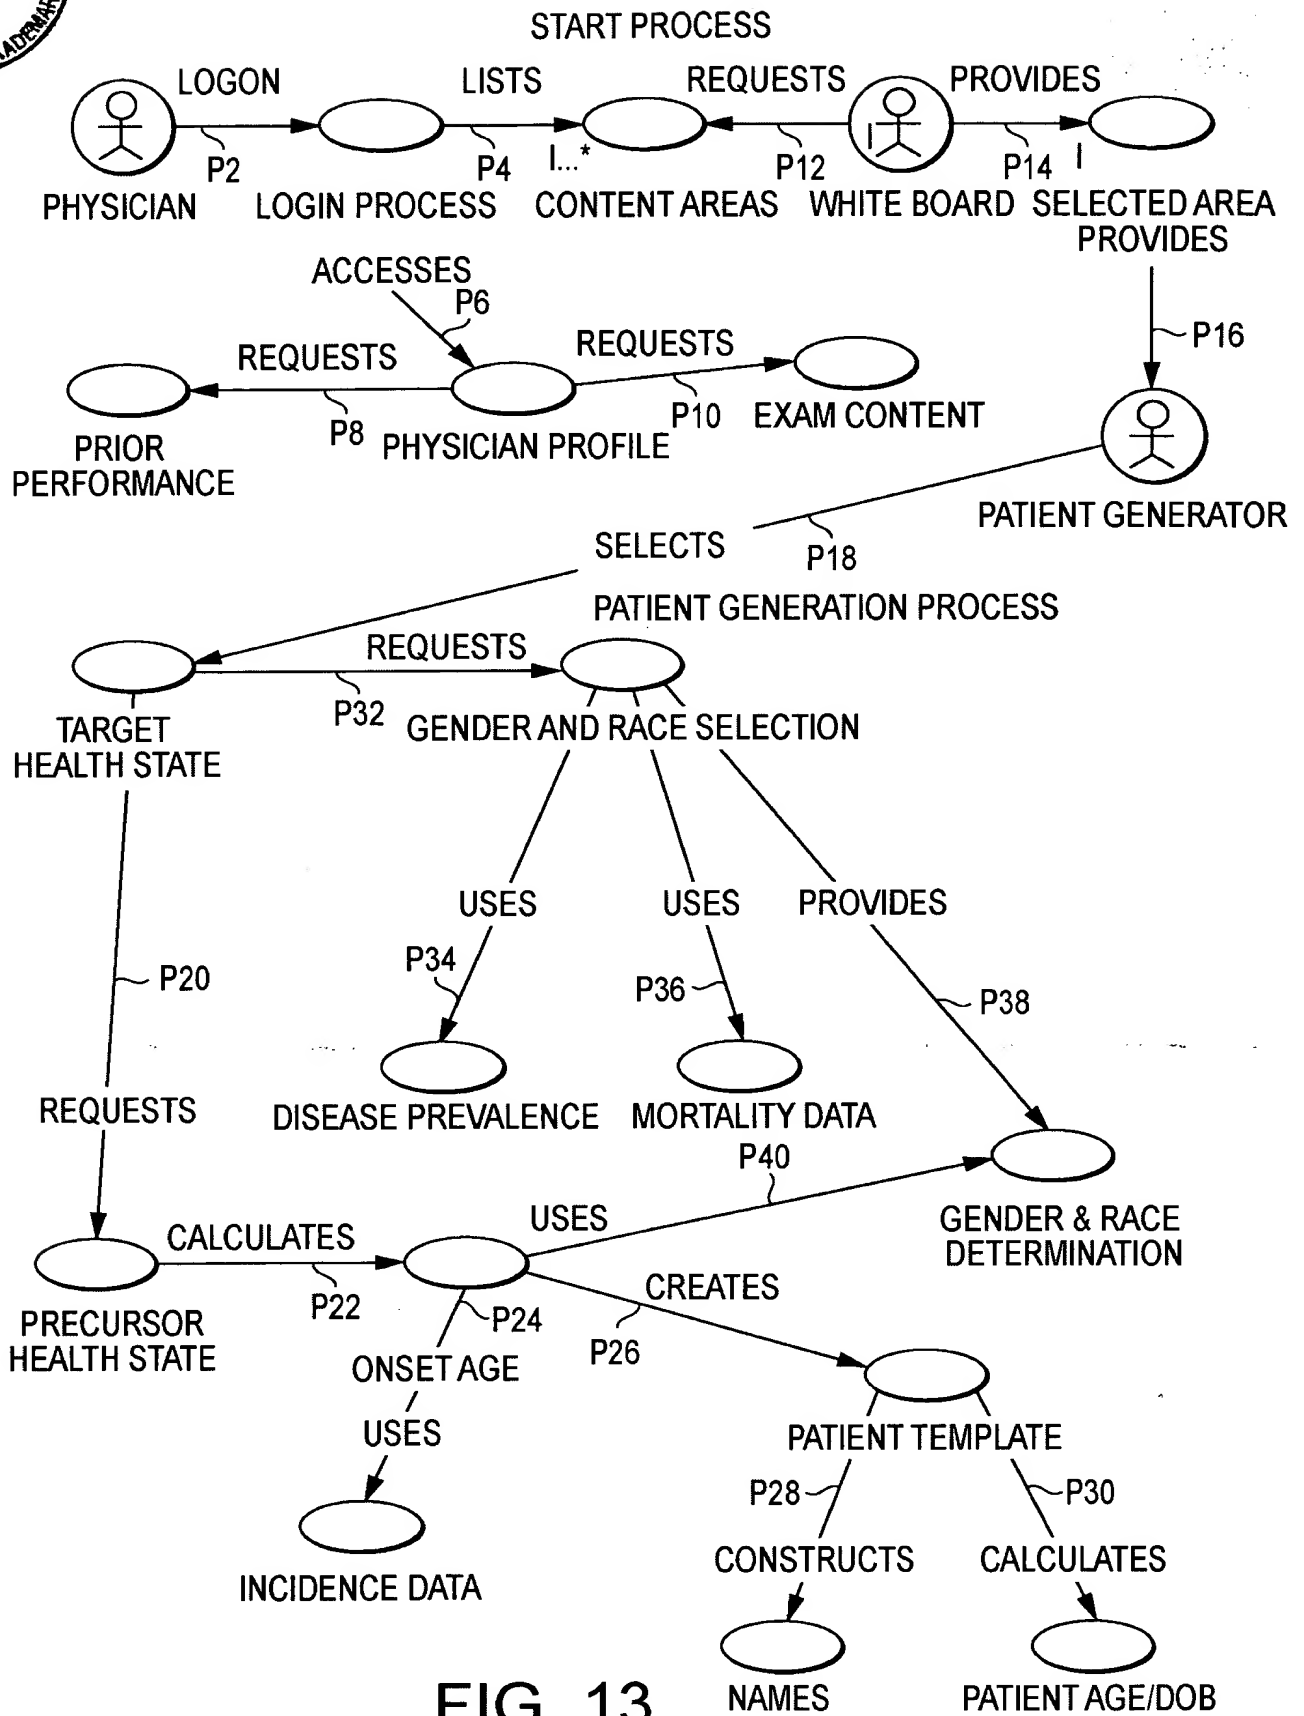 TRADEMAR
START PROCESS
LOGON LISTS REQUESTS PROVIDES
P2 P4 I...* P12 I P14 I
PHYSICIAN LOGIN PROCESS CONTENT AREAS WHITE BOARD SELECTED AREA
PROVIDES
ACCESSES
P6
P16
REQUESTS REQUESTS
P8 P10
PRIOR PERFORMANCE
PHYSICIAN PROFILE
EXAM CONTENT
PATIENT GENERATOR
SELECTS
P18
PATIENT GENERATION PROCESS
REQUESTS
P32
TARGET
HEALTH STATE
GENDER AND RACE SELECTION
USES USES PROVIDES
P34
P20
P36
P38
REQUESTS
DISEASE PREVALENCE MORTALITY DATA
P40
USES
GENDER & RACE
DETERMINATION
CALCULATES
P22
CREATES
P24
P26
PRECURSOR
HEALTH STATE
ONSET AGE
USES
PATIENT TEMPLATE
P28 P30
CONSTRUCTS CALCULATES
INCIDENCE DATA
NAMES PATIENT AGE/DOB
FIG. 13